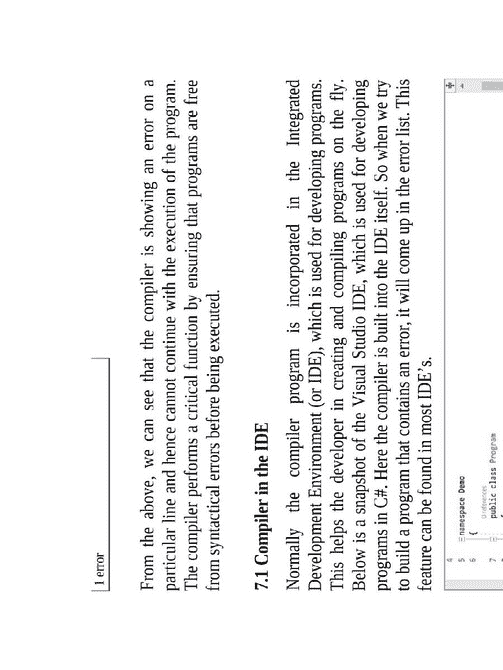 1 error
From the above, we can see that the compiler is showing an error on a
particular line and hence cannot continue with the execution of the program.
The compiler performs a critical function by ensuring that programs are free
from syntactical errors before being executed.
7.1 Compiler in the IDE
Normally the compiler program is incorporated in the Integrated
Development Environment (or IDE), which is used for developing programs.
This helps the developer in creating and compiling programs on the fly.
Below is a snapshot of the Visual Studio IDE, which is used for developing
programs in C#. Here the compiler is built into the IDE itself. So when we try
to build a program that contains an error, it will come up in the error list. This
feature can be found in most IDE's.
4
5 namespace Demo
6 {
0 references
7 public class Program